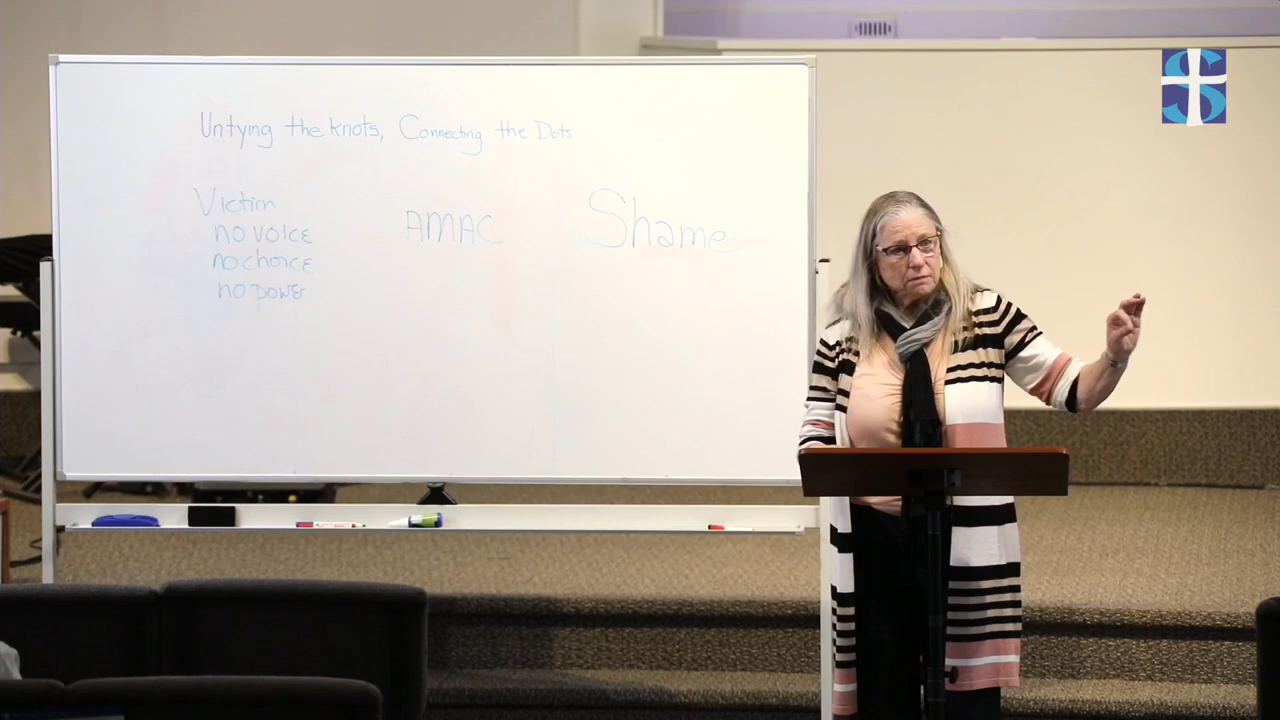 Untying the knots, Connecting the Dots
Victim
no voice
no choice
no power
AMAC
Shame